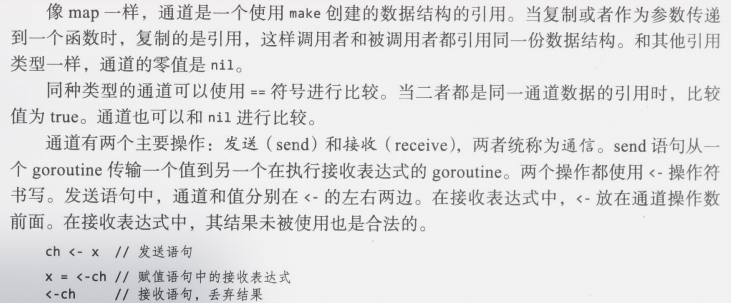 像 map 一样，通道是一个使用 make 创建的数据结构的引用。当复制或者作为参数传递
到一个函数时，复制的是引用，这样调用者和被调用者都引用同一份数据结构。和其他引用
类型一样，通道的零值是 nil。
同种类型的通道可以使用 == 符号进行比较。当二者都是同一通道数据的引用时，比较
值为 true。通道也可以和 nil 进行比较。
通道有两个主要操作：发送（send）和接收（receive），两者统称为通信。send 语句从一
个 goroutine 传输一个值到另一个在执行接收表达式的 goroutine。两个操作都使用 <- 操作符
书写。发送语句中，通道和值分别在 <- 的左右两边。在接收表达式中，<- 放在通道操作数
前面。在接收表达式中，其结果未被使用也是合法的。
ch <- x // 发送语句
x = <-ch // 赋值语句中的接收表达式
<-ch // 接收语句，丢弃结果